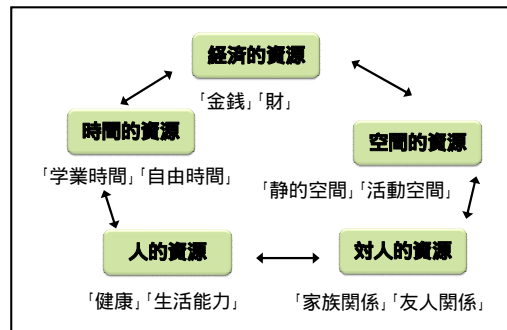 経済的資源
「金銭」「財」
時間的資源
「学業時間」「自由時間」
空間的資源
「静的空間」「活動空間」
人的資源
「健康」「生活能力」
対人的資源
「家族関係」「友人関係」